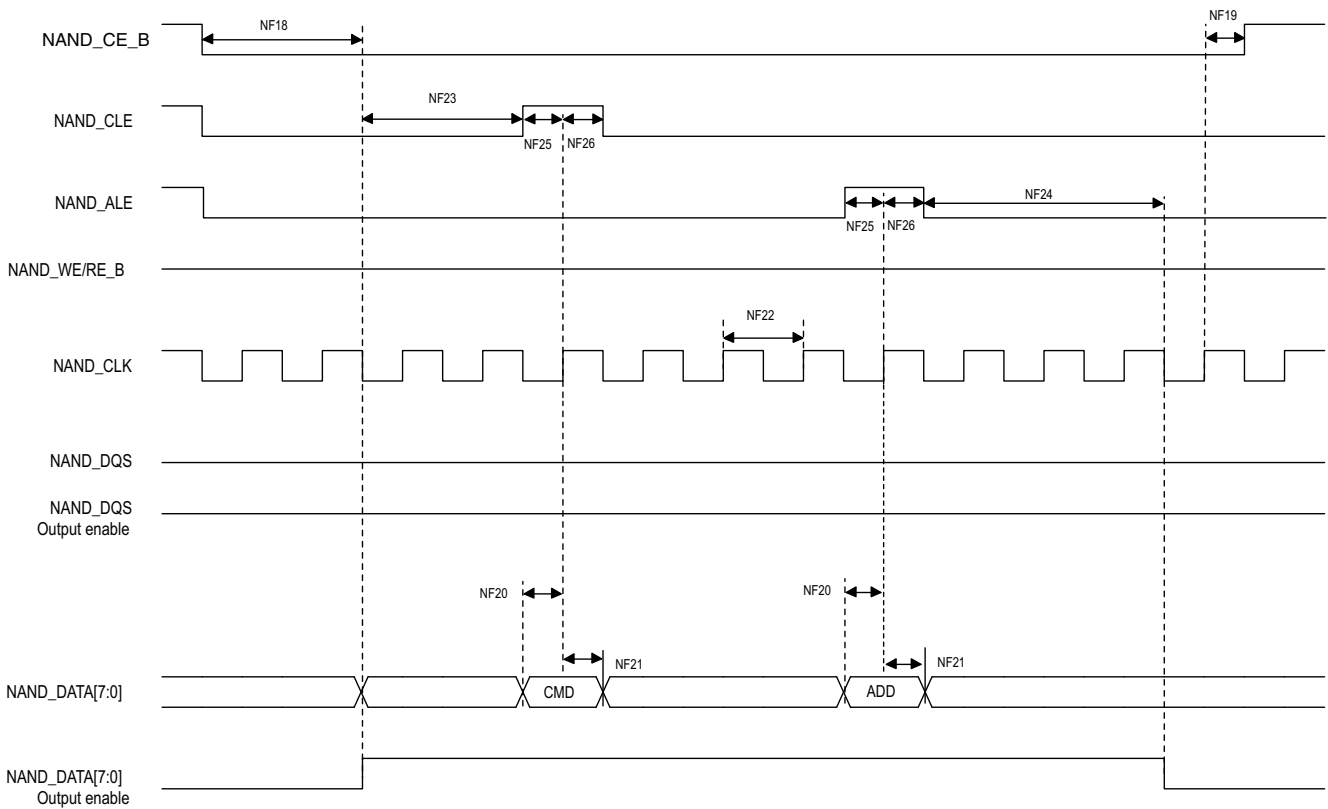 NF18
NF19
NAND_CE_B
NF23
NAND_CLE
NF25 NF26
NAND_ALE
NF24
NF25 NF26
NAND_WE/RE_B
NF22
NAND_CLK
NAND_DQS
NAND_DQS
Output enable
NF20
NF20
NF21
NF21
NAND_DATA[7:0]
CMD
ADD
NAND_DATA[7:0]
Output enable